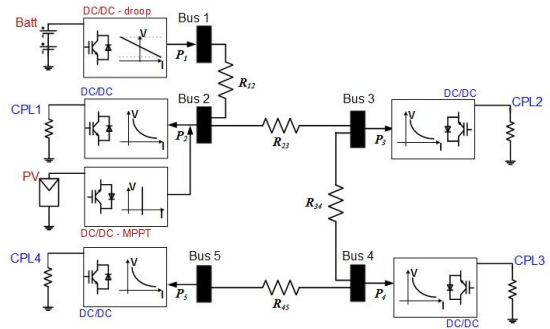 DC/DC - droop
Batt
V
I
P1
Bus 1
R12
DC/DC
CPL1
V
I
P2
Bus 2
R23
Bus 3
P3
DC/DC
V
I
CPL2
PV
V
I
DC/DC - MPPT
R34
CPL4
V
I
DC/DC
P5
Bus 5
R45
Bus 4
P4
V
I
DC/DC
CPL3